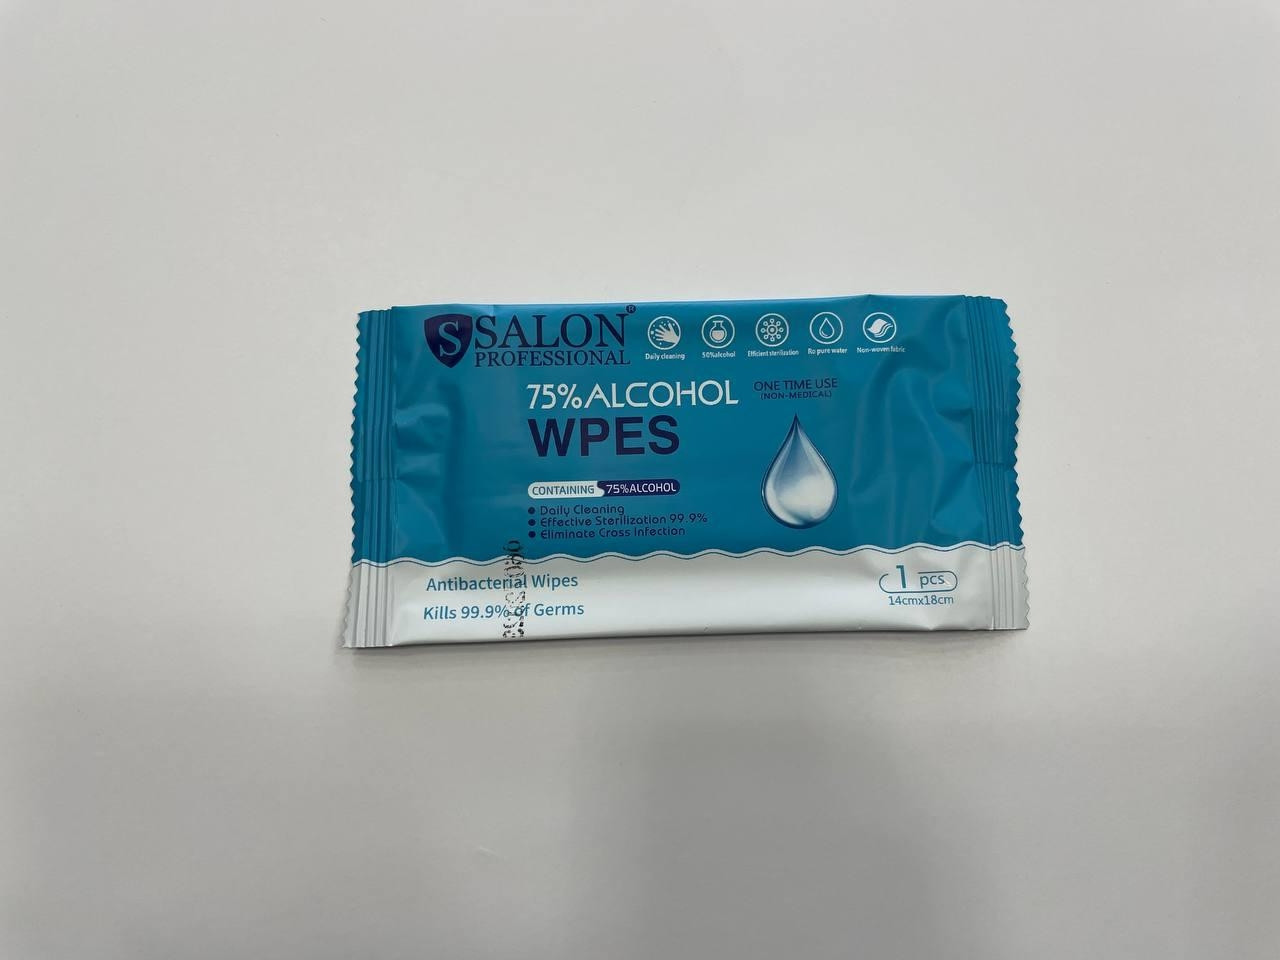 S SALON®
PROFESSIONAL
Daily cleaning
50%alcohol
Efficient sterilization
Ro pure water
Non-woven fabric
75%ALCOHOL
WPES
ONE TIME USE
(NON-MEDICAL)
CONTAINING 75%ALCOHOL
Daily Cleaning
Effective Sterilization 99.9%
Eliminate Cross Infection
Antibacterial Wipes
Kills 99.9% of Germs
1 pcs
14cmx18cm